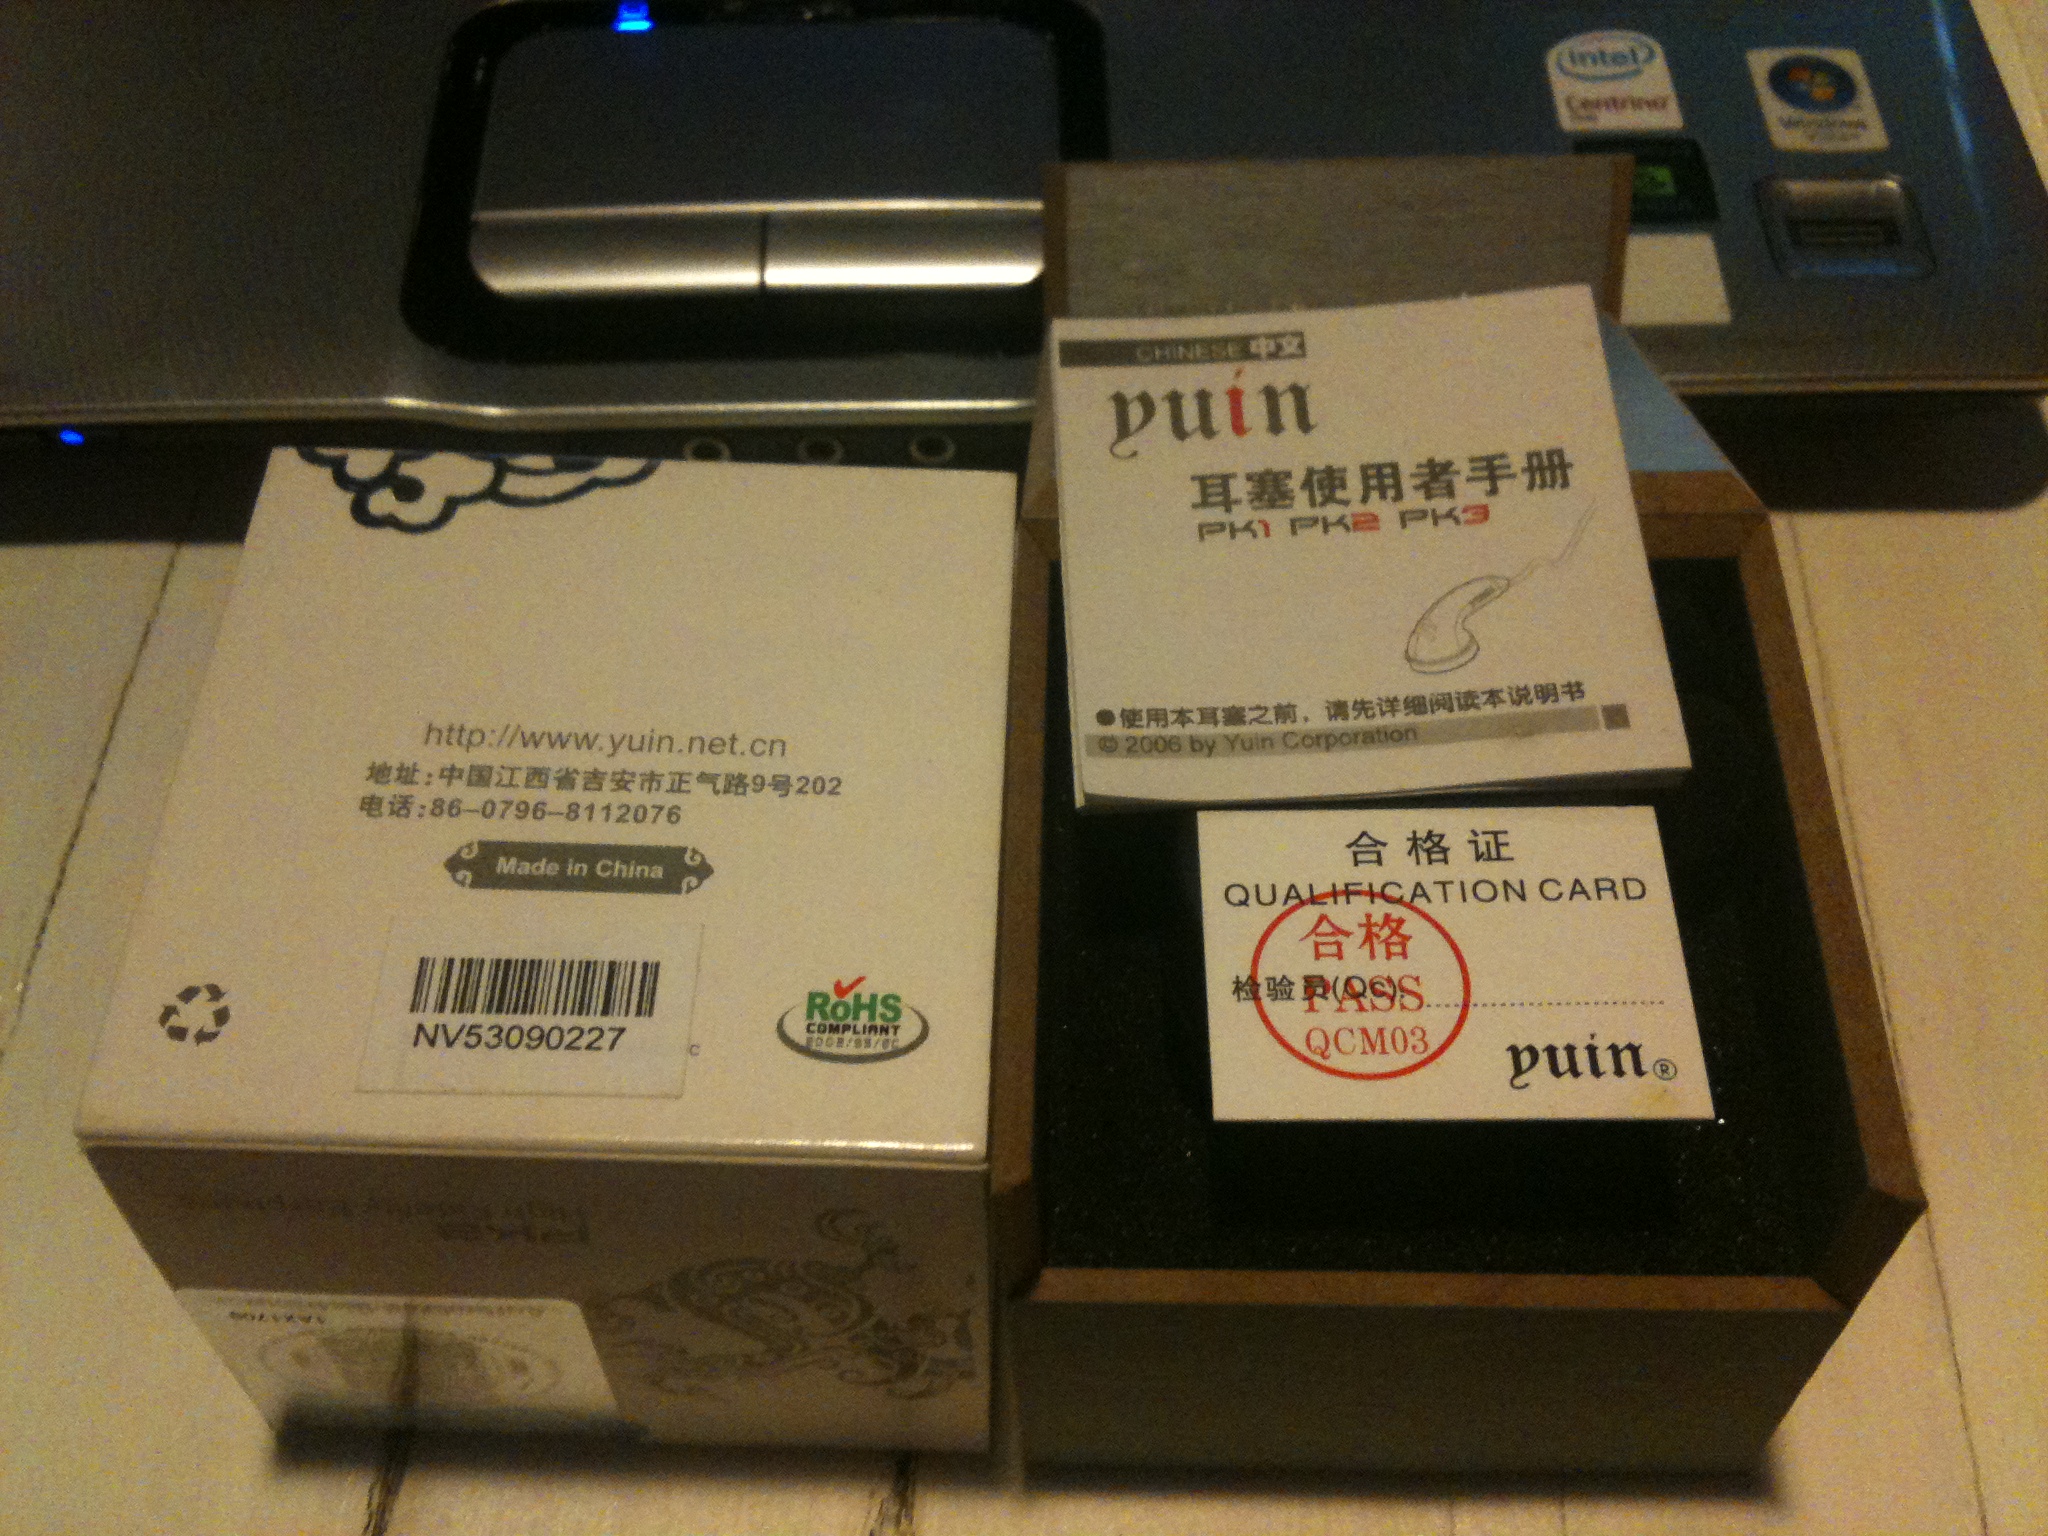 intel
Centrino
Windows
CHINESE 中文
yuin
耳塞使用者手册
PK1 PK2 PK3
●使用本耳塞之前，请先详细阅读本说明书
© 2006 by Yuin Corporation
http://www.yuin.net.cn
地址:中国江西省吉安市正气路9号202
电话:86-0796-8112076
Made in China
NV53090227
c
RoHS
COMPLIANT
2002/95/EC
合格证
QUALIFICATION CARD
合格
检验员(QC):
PASS
QCM03
yuin®